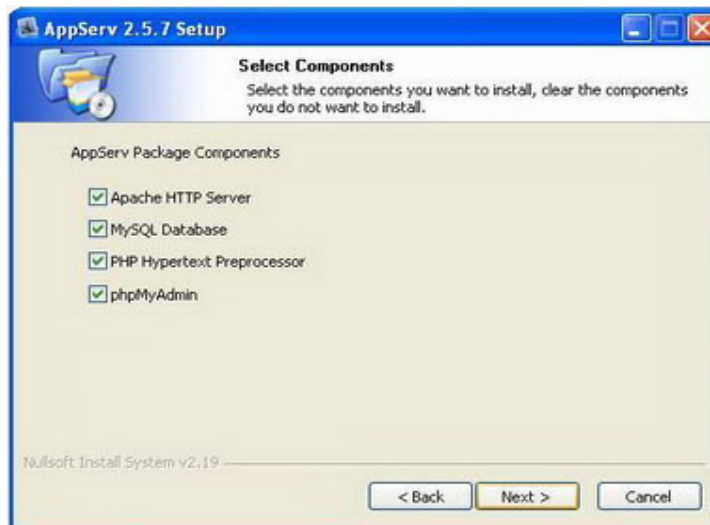 AppServ 2.5.7 Setup
Select Components
Select the components you want to install, clear the components
you do not want to install.
AppServ Package Components
Apache HTTP Server
MySQL Database
PHP Hypertext Preprocessor
phpMyAdmin
Nullsoft Install System v2.19
< Back Next > Cancel